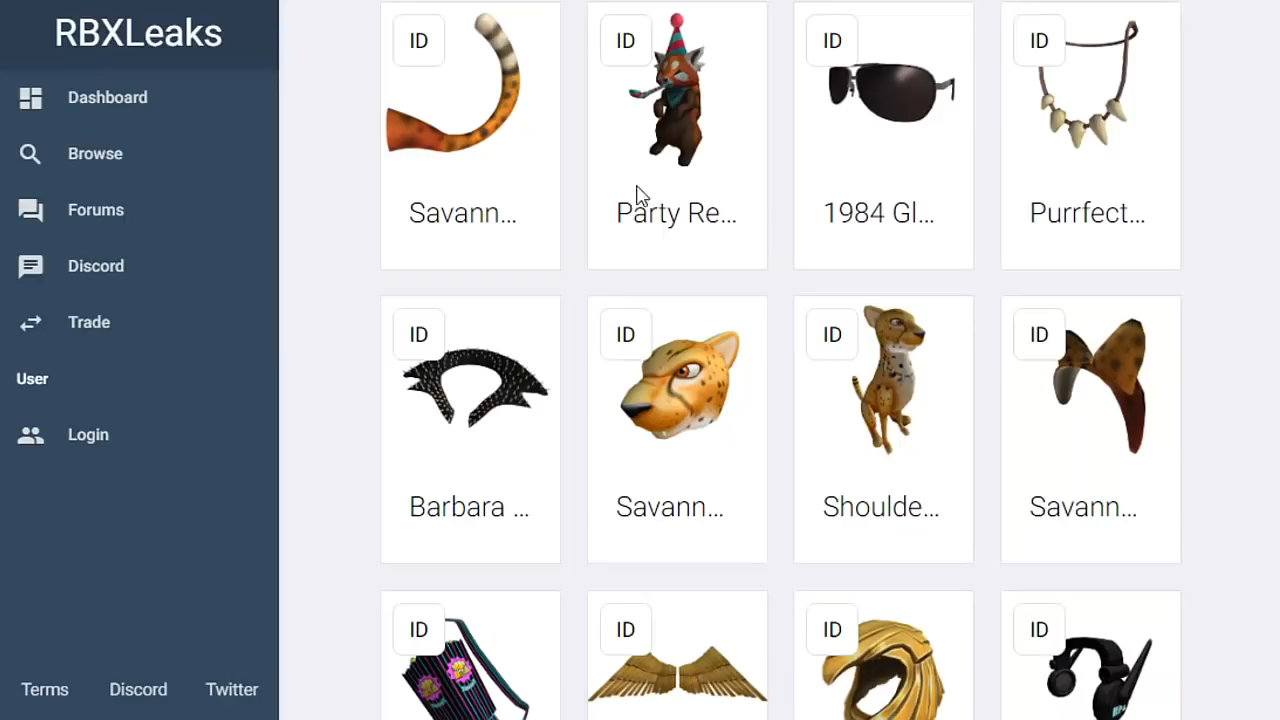 RBXLeaks
Dashboard
Browse
Forums
Discord
Trade
User
Login
Terms Discord Twitter
ID ID ID ID
Savann... Party Re... 1984 Gl... Purrfect...
ID ID ID ID
Barbara ... Savann... Shoulde... Savann...
ID ID ID ID